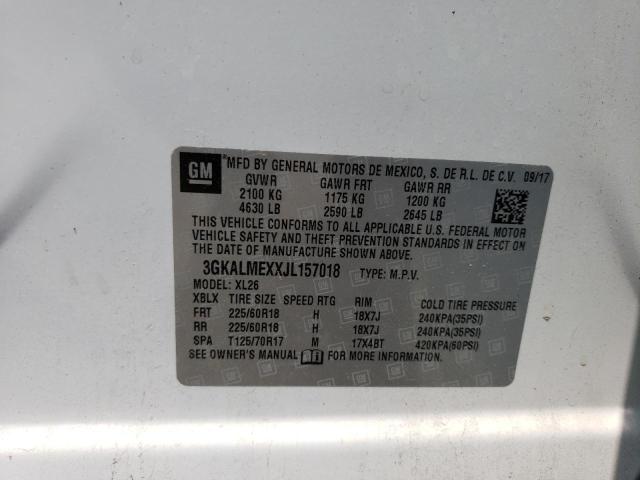 GM ®MFD BY GENERAL MOTORS DE MEXICO, S. DE R.L. DE C.V. 09/17
GVWR GAWR FRT GAWR RR
2100 KG 1175 KG 1200 KG
4630 LB 2590 LB 2645 LB
THIS VEHICLE CONFORMS TO ALL APPLICABLE U.S. FEDERAL MOTOR
VEHICLE SAFETY AND THEFT PREVENTION STANDARDS IN EFFECT ON
THE DATE OF MANUFACTURE SHOWN ABOVE.
3GKALMEXXJL157018 TYPE: M.P.V.
MODEL: XL26
XBLX TIRE SIZE SPEED RTG RIM COLD TIRE PRESSURE
FRT 225/60R18 H 18X7J 240KPA(35PSI)
RR 225/60R18 H 18X7J 240KPA(35PSI)
SPA T125/70R17 M 17X4BT 420KPA(60PSI)
SEE OWNER'S MANUAL FOR MORE INFORMATION.